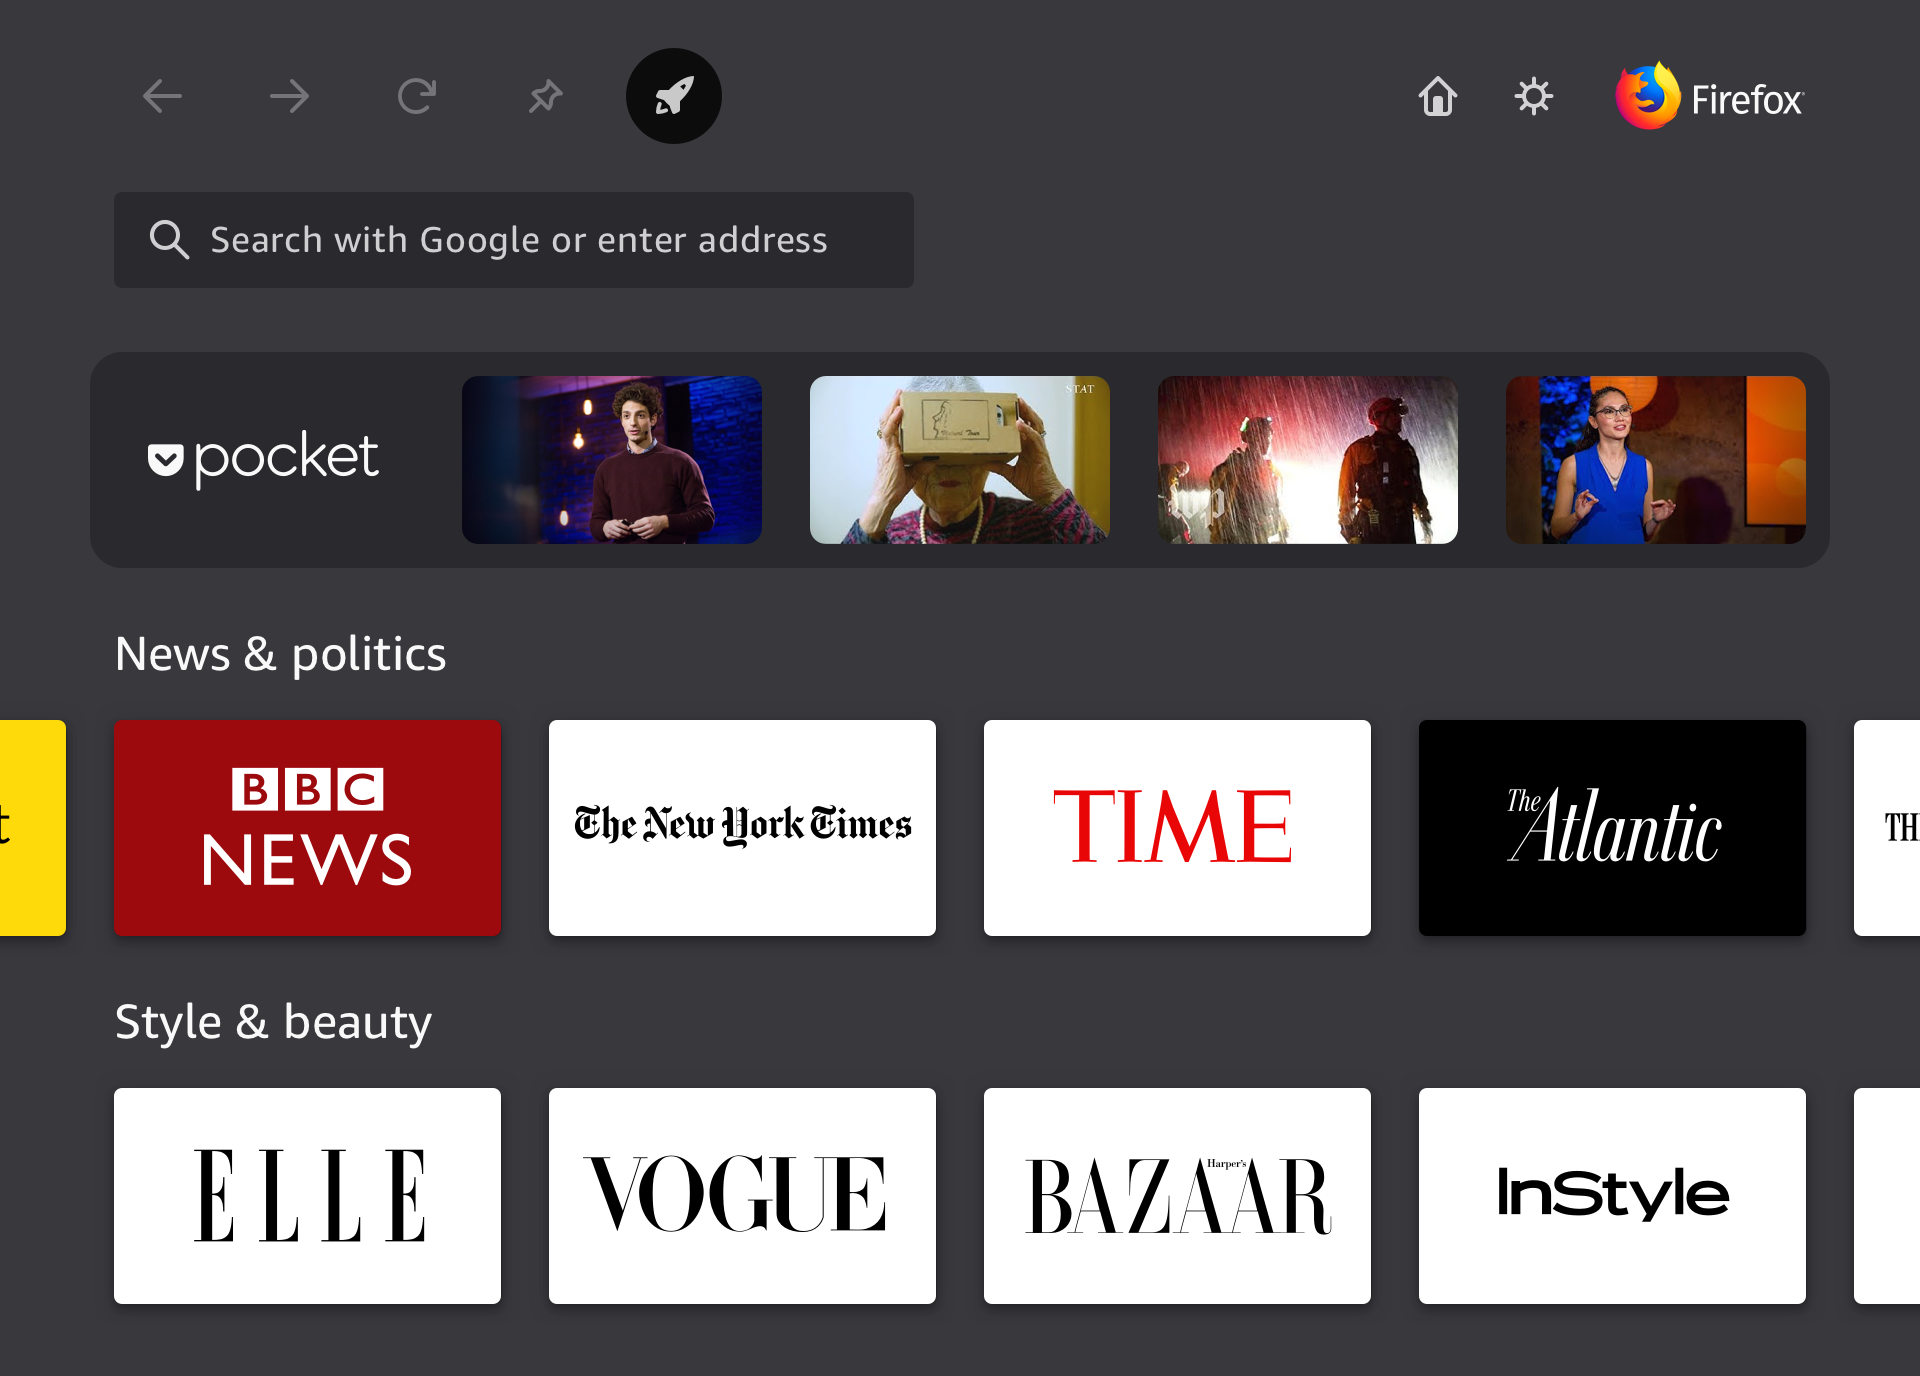 Firefox
Search with Google or enter address
pocket
STAT
wp
News & politics
t
BBC
NEWS
The New York Times
TIME
The
Atlantic
TH
Style & beauty
ELLE
VOGUE
Harper's
BAZAAR
InStyle